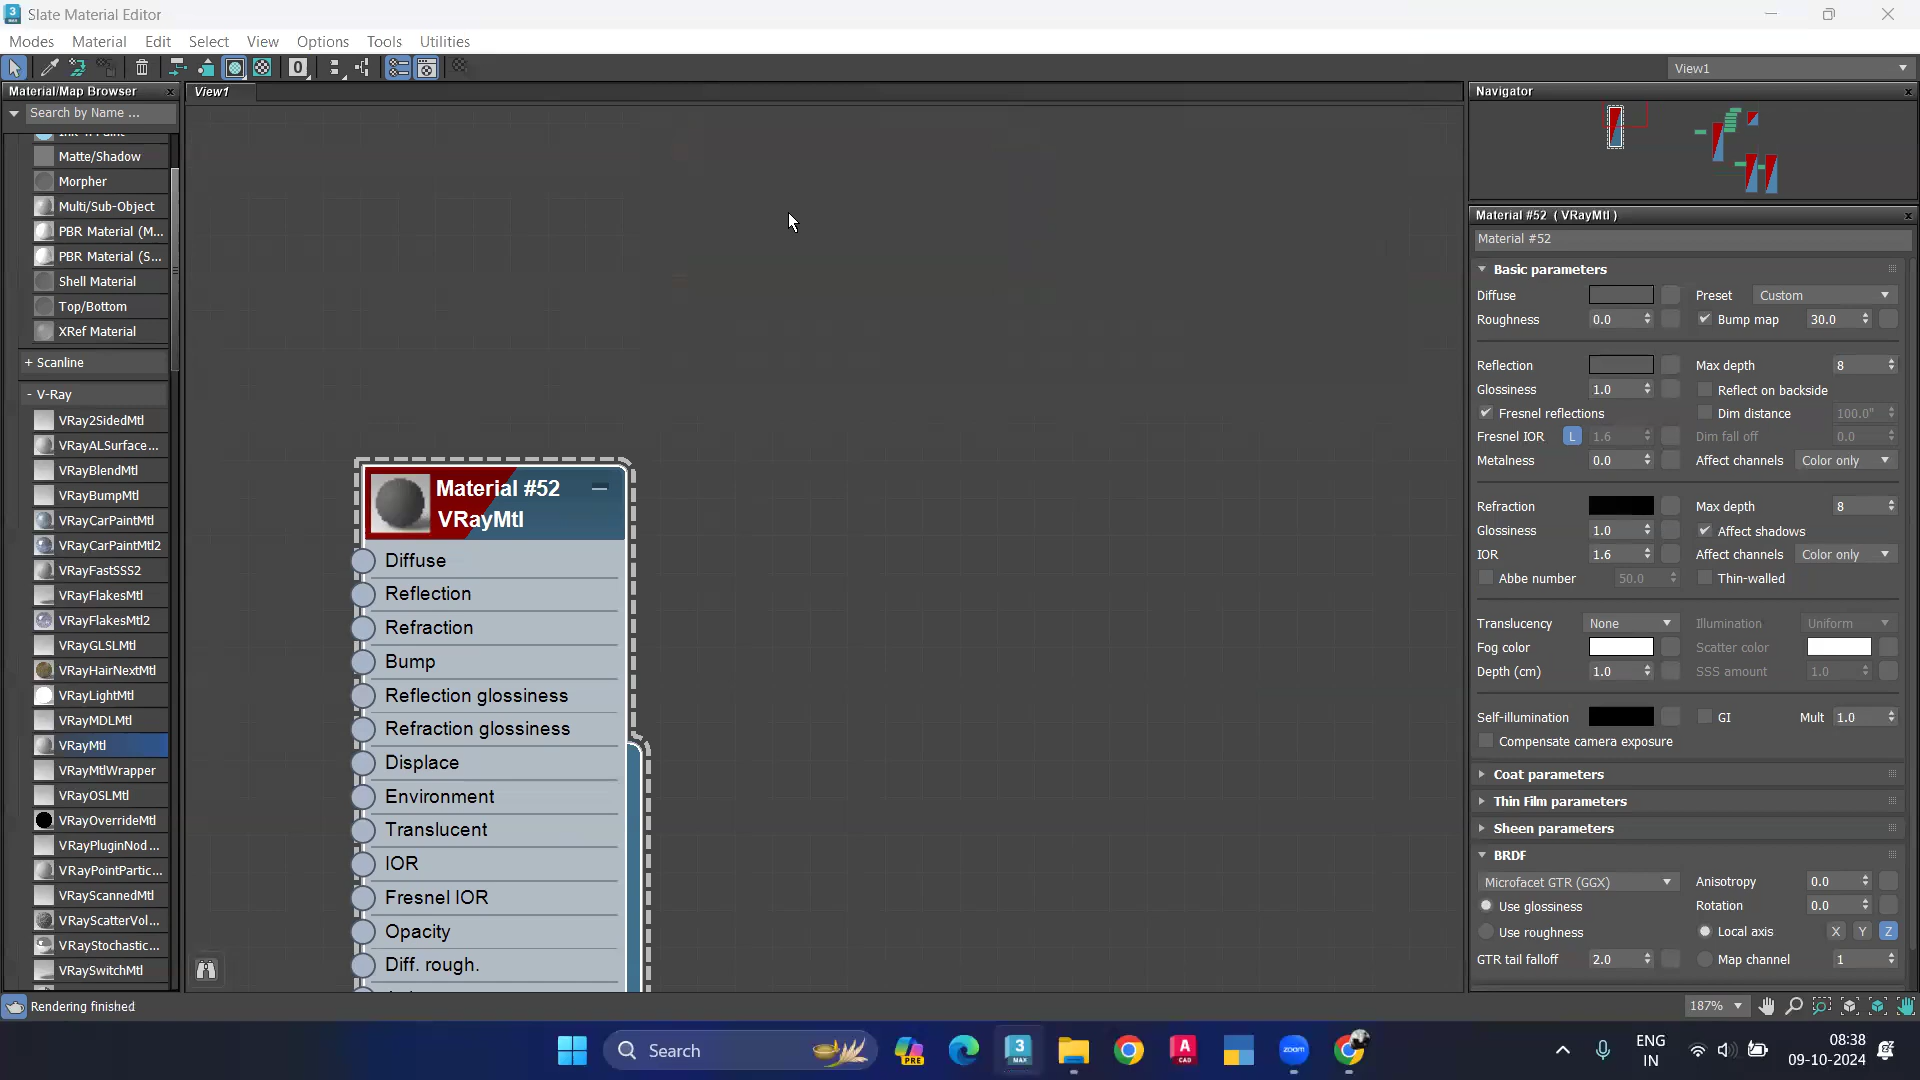 Slate Material Editor
Modes Material Edit Select View Options Tools Utilities
View1
Material/Map Browser
Search by Name ...
Matte/Shadow
Morpher
Multi/Sub-Object
PBR Material (M...
PBR Material (S...
Shell Material
Top/Bottom
XRef Material
+ Scanline
- V-Ray
VRay2SidedMtl
VRayALSurface...
VRayBlendMtl
VRayBumpMtl
VRayCarPaintMtl
VRayCarPaintMtl2
VRayFastSSS2
VRayFlakesMtl
VRayFlakesMtl2
VRayGLSLMtl
VRayHairNextMtl
VRayLightMtl
VRayMDLMtl
VRayMtl
VRayMtlWrapper
VRayOSLMtl
VRayOverrideMtl
VRayPluginNod...
VRayPointPartic...
VRayScannedMtl
VRayScatterVol...
VRayStochastic...
VRaySwitchMtl
View1
Material #52
VRayMtl
Diffuse
Reflection
Refraction
Bump
Reflection glossiness
Refraction glossiness
Displace
Environment
Translucent
IOR
Fresnel IOR
Opacity
Diff. rough.
Navigator
Material #52 ( VRayMtl )
Material #52
Basic parameters
Diffuse Preset Custom
Roughness 0.0 Bump map 30.0
Reflection Max depth 8
Glossiness 1.0 Reflect on backside
Fresnel reflections Dim distance 100.0"
Fresnel IOR L 1.6 Dim fall off 0.0
Metalness 0.0 Affect channels Color only
Refraction Max depth 8
Glossiness 1.0 Affect shadows
IOR 1.6 Affect channels Color only
Abbe number 50.0 Thin-walled
Translucency None Illumination Uniform
Fog color Scatter color
Depth (cm) 1.0 SSS amount 1.0
Self-illumination GI Mult 1.0
Compensate camera exposure
Coat parameters
Thin Film parameters
Sheen parameters
BRDF
Microfacet GTR (GGX) Anisotropy 0.0
Use glossiness Rotation 0.0
Use roughness Local axis X Y Z
GTR tail falloff 2.0 Map channel 1
Rendering finished
187%
Search
PRE
3
MAX
A
CAD
zoom
ENG
IN
08:38
09-10-2024